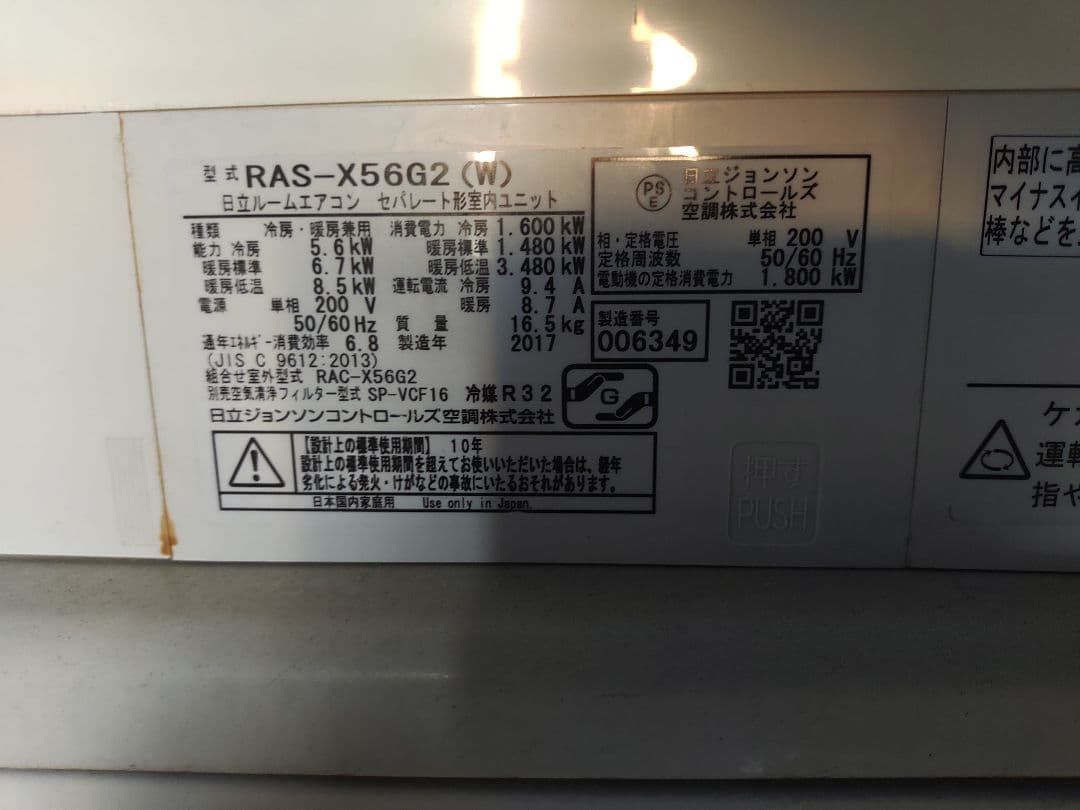 型式 RAS-X56G2(W)
日立ルームエアコン セパレート形室内ユニット
種類 冷房・暖房兼用 消費電力 冷房 1.600 kW
能力 冷房 5.6 kW 暖房標準 1.480 kW
暖房標準 6.7 kW 暖房低温 3.480 kW
暖房低温 8.5 kW 運転電流 冷房 9.4 A
電源 単相 200 V 暖房 8.7 A
50/60 Hz 質量 16.5 kg
通年エネルギー消費効率 6.8 製造年 2017
(JIS C 9612:2013)
組合せ室外型式 RAC-X56G2
別売空気清浄フィルター型式 SP-VCF16 冷媒 R32
日立ジョンソンコントロールズ空調株式会社
G
【設計上の標準使用期間】 10年
設計上の標準使用期間を超えてお使いいただいた場合は、経年
劣化による発火・けがなどの事故にいたるおそれがあります。
日本国内家庭用 Use only in Japan.
PS
E
日立ジョンソン
コントロールズ
空調株式会社
相・定格電圧 単相 200 V
定格周波数 50/60 Hz
電動機の定格消費電力 1.800 kW
製造番号
006349
押す
PUSH
内部に高
マイナスイ
棒などを
ケガ
運転
指や